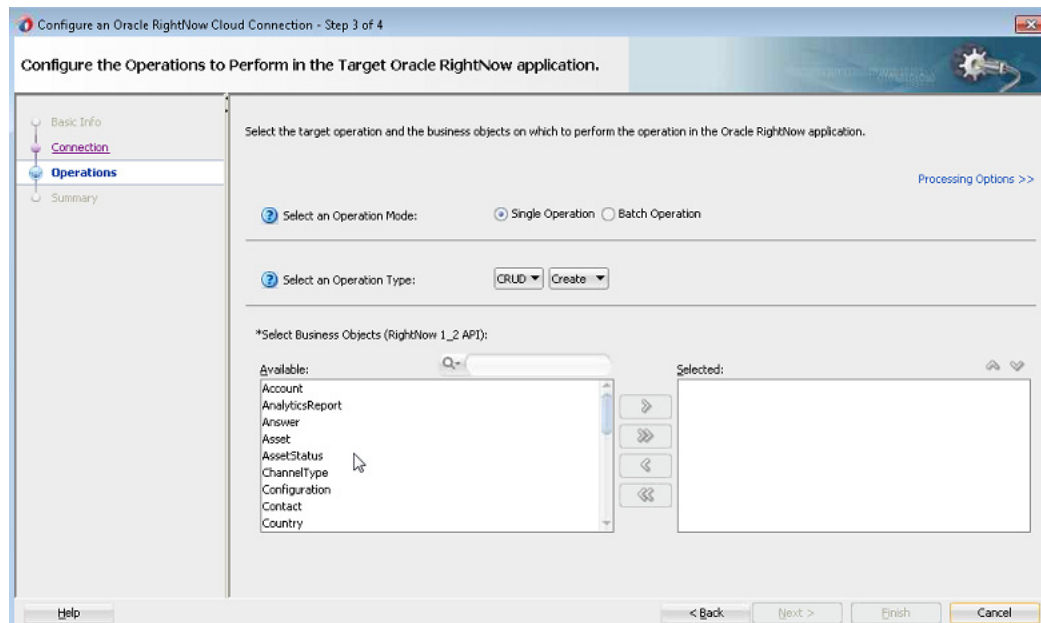 Configure an Oracle RightNow Cloud Connection - Step 3 of 4
Configure the Operations to Perform in the Target Oracle RightNow application.
Basic Info
Connection
Operations
Summary
Select the target operation and the business objects on which to perform the operation in the Oracle RightNow application.
Processing Options >>
Select an Operation Mode: Single Operation Batch Operation
Select an Operation Type: CRUD Create
*Select Business Objects (RightNow 1_2 API):
Available: Selected:
Account
AnalyticsReport
Answer
Asset
AssetStatus
ChannelType
Configuration
Contact
Country
Help < Back Next > Finish Cancel